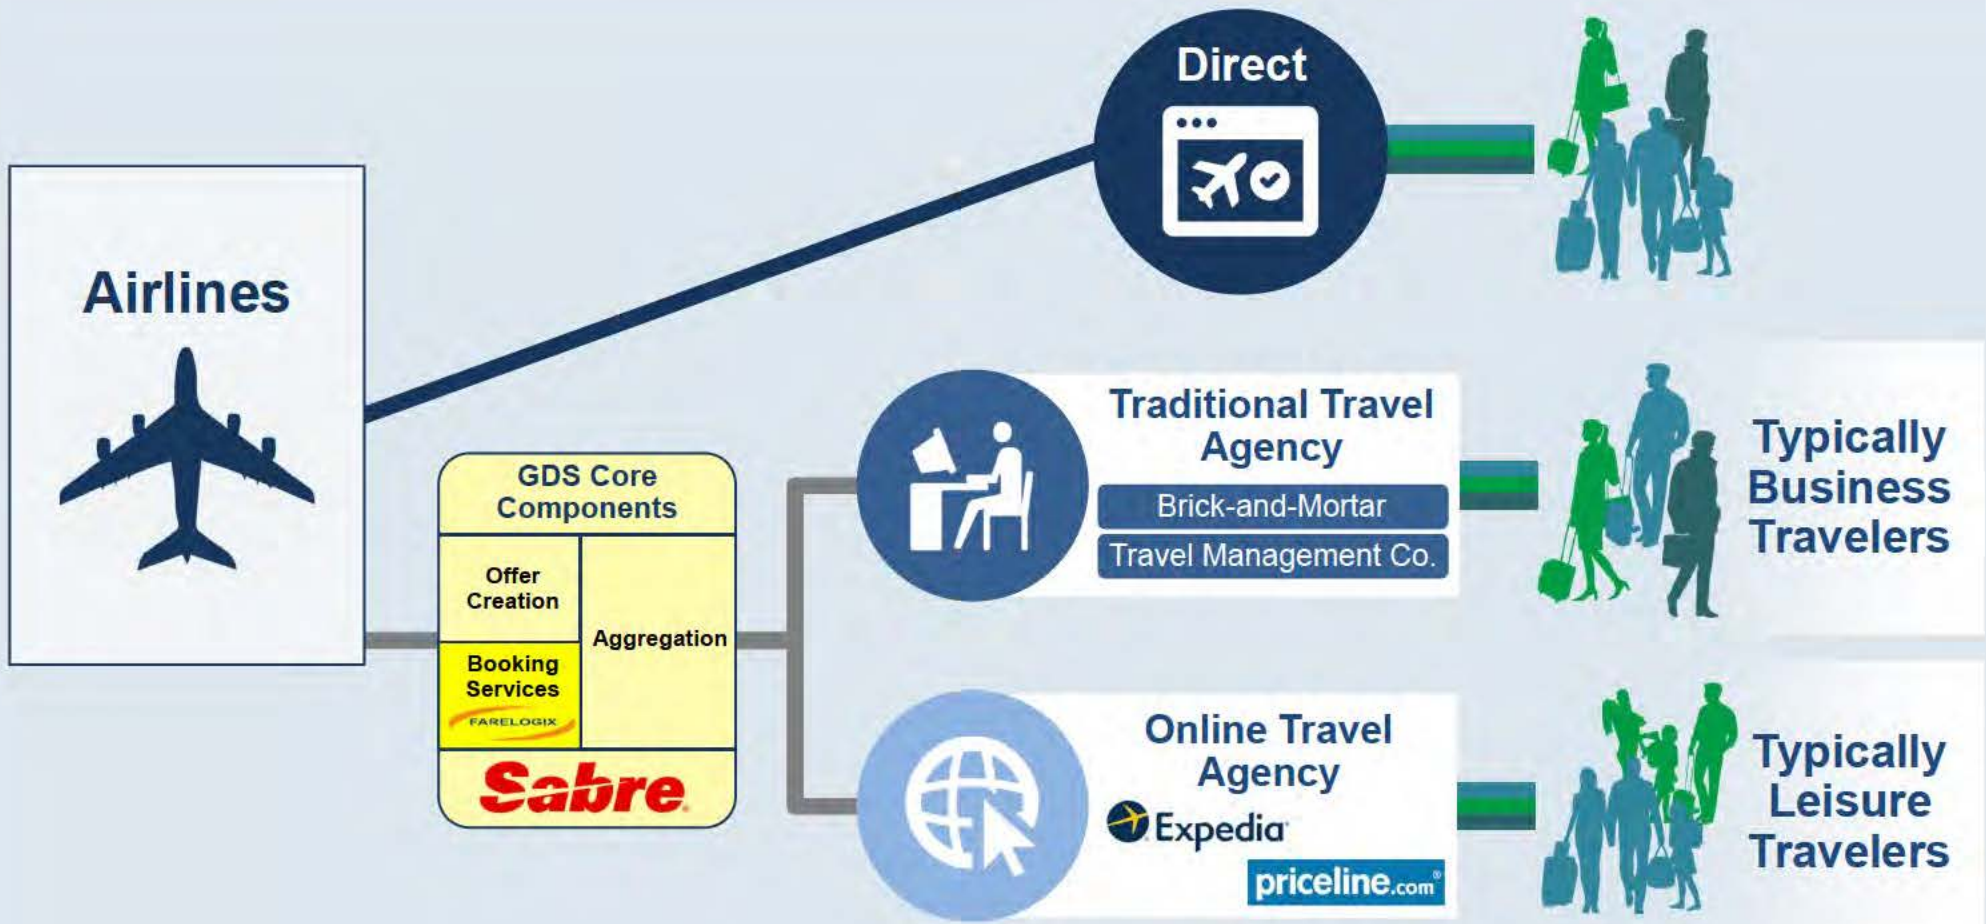 Direct
Airlines
GDS Core
Components
Offer
Creation
Aggregation
Booking
Services
FARELOGIX
Sabre
Traditional Travel
Agency
Brick-and-Mortar
Travel Management Co.
Typically
Business
Travelers
Online Travel
Agency
Expedia
priceline.com®
Typically
Leisure
Travelers